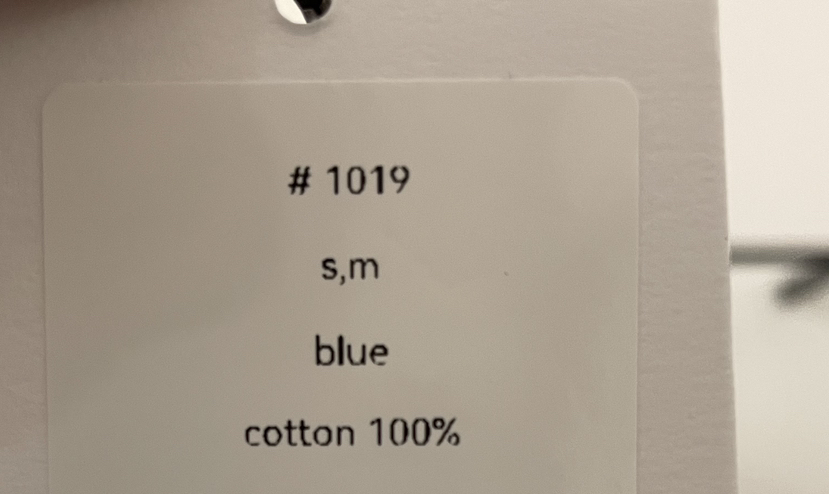 # 1019
s,m
blue
cotton 100%